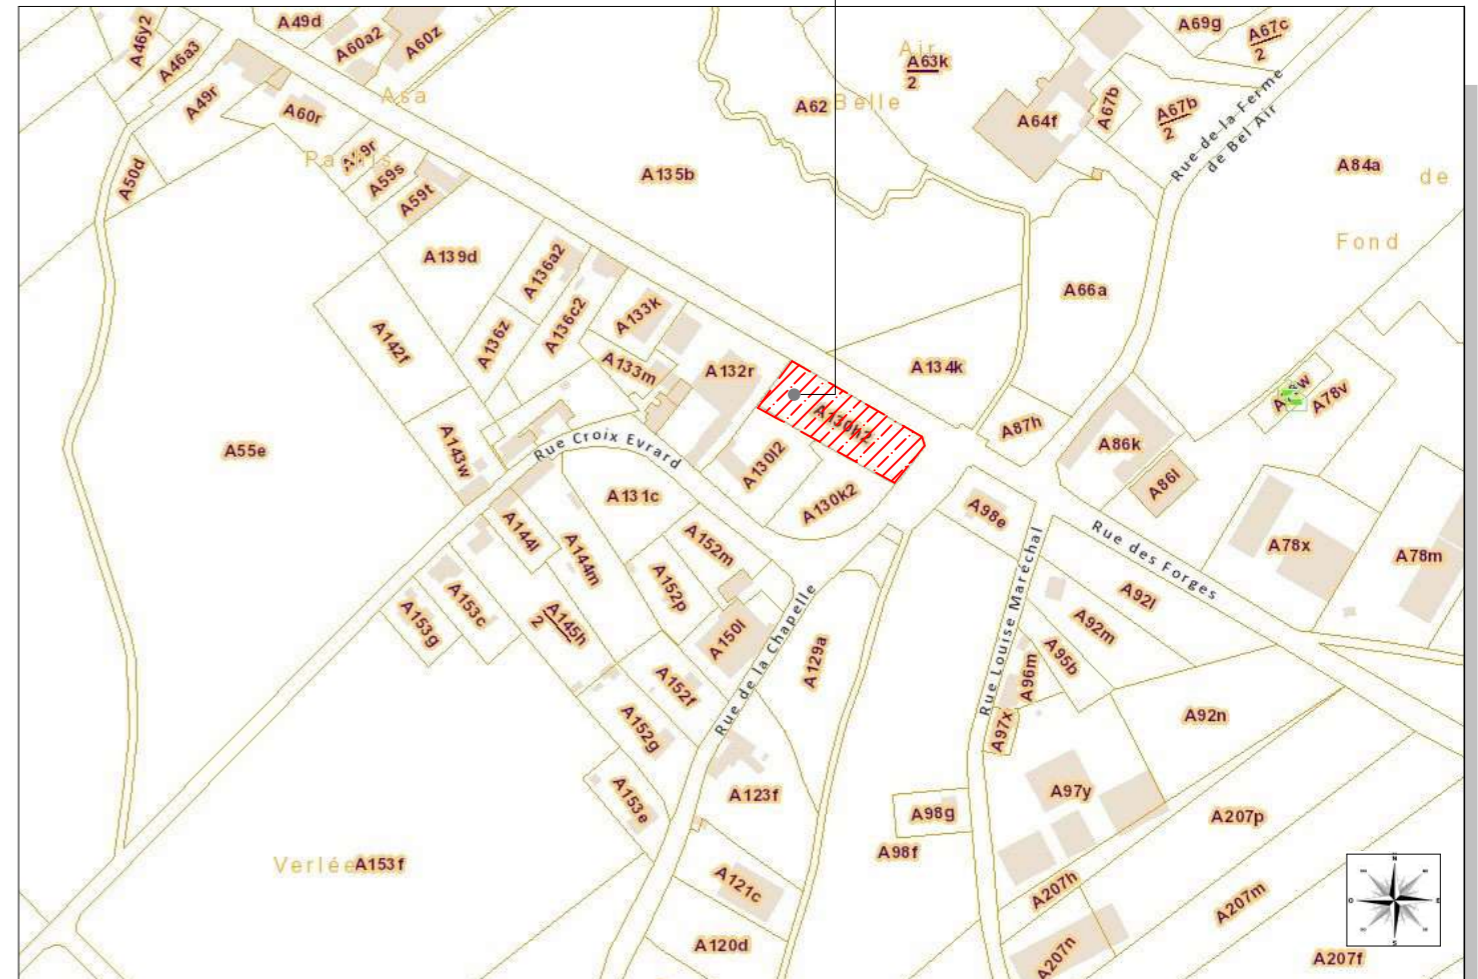 A46y2
A46a3
A49d
A60a2
A60z
A69g
A67c
2
Air
A63k
2
A49r
A60r
Asa
A62
Belle
A64f
A67b
A67b
2
Rue de la Ferme
de Bel Air
A50d
A59s
A59t
A135b
A84a
de
Fond
A139d
A136a2
A66a
A142f
A136z
A136c2
A133k
A133m
A132r
A134k
A78v
A130h2
A87h
A86k
A55e
A143w
Rue Croix Evrard
A130l2
A86l
A131c
A130k2
A98e
A144l
A144m
A152m
Rue des Forges
A78x
A78m
A153g
A153c
A145h
2
A152p
A150l
Rue de la Chapelle
A129a
Rue Louise Maréchal
A92l
A92m
A95b
A96m
A152f
A152g
A97x
A92n
A153e
A123f
A97y
A98g
A207p
Verlée
A153f
A98f
A121c
A207h
A207m
A120d
A207n
A207f
N
O
E
S